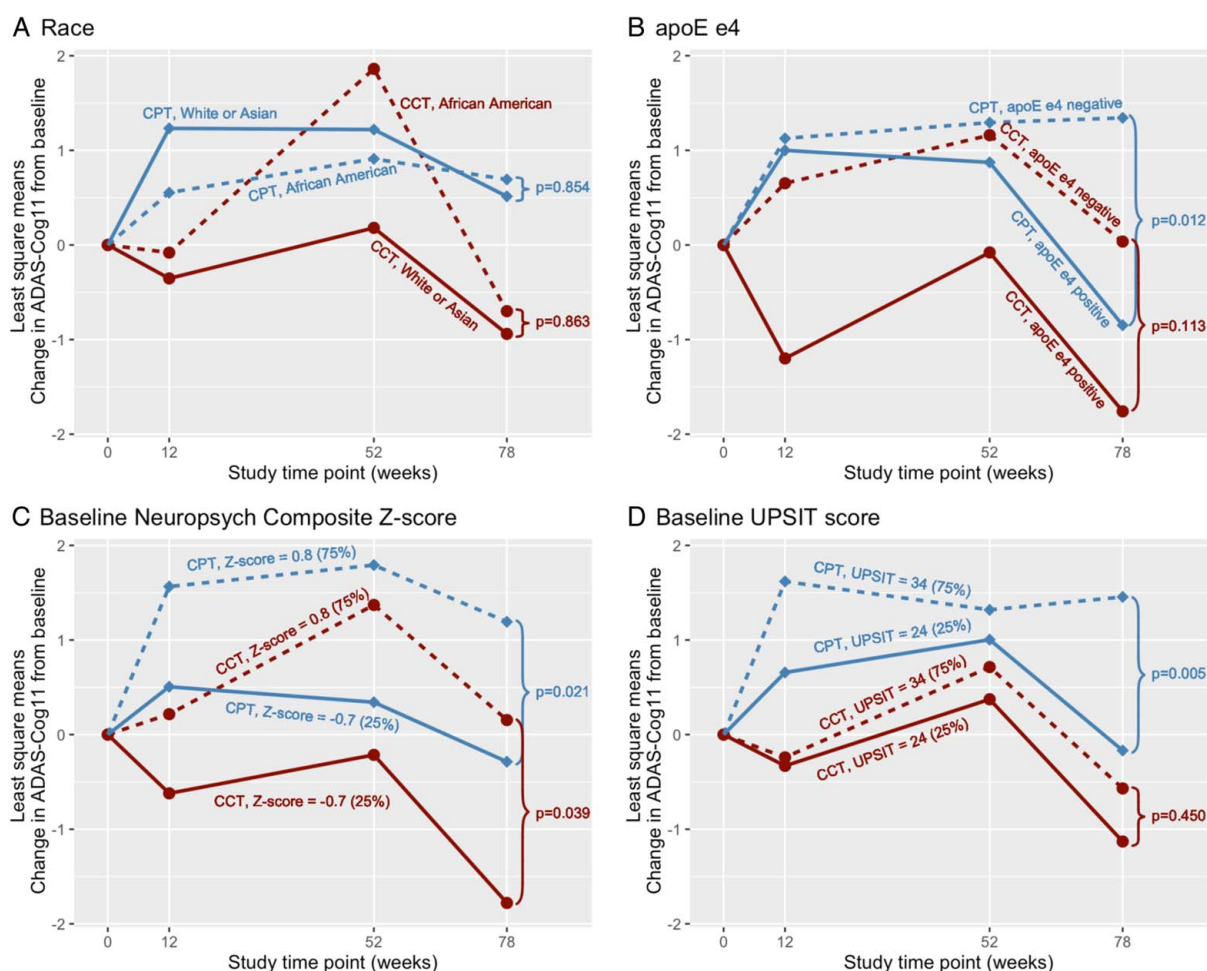 A Race
Least square means
Change in ADAS-Cog11 from baseline
2
1
0
-1
-2
CPT, White or Asian
CCT, African American
CPT, African American
CCT, White or Asian
p=0.854
p=0.863
0 12 52 78
Study time point (weeks)
B apoE e4
Least square means
Change in ADAS-Cog11 from baseline
2
1
0
-1
-2
CPT, apoE e4 negative
CCT, apoE e4 negative
CPT, apoE e4 positive
CCT, apoE e4 positive
p=0.012
p=0.113
0 12 52 78
Study time point (weeks)
C Baseline Neuropsych Composite Z-score
Least square means
Change in ADAS-Cog11 from baseline
2
1
0
-1
-2
CPT, Z-score = 0.8 (75%)
CCT, Z-score = 0.8 (75%)
CPT, Z-score = -0.7 (25%)
CCT, Z-score = -0.7 (25%)
p=0.021
p=0.039
0 12 52 78
Study time point (weeks)
D Baseline UPSIT score
Least square means
Change in ADAS-Cog11 from baseline
2
1
0
-1
-2
CPT, UPSIT = 34 (75%)
CPT, UPSIT = 24 (25%)
CCT, UPSIT = 34 (75%)
CCT, UPSIT = 24 (25%)
p=0.005
p=0.450
0 12 52 78
Study time point (weeks)